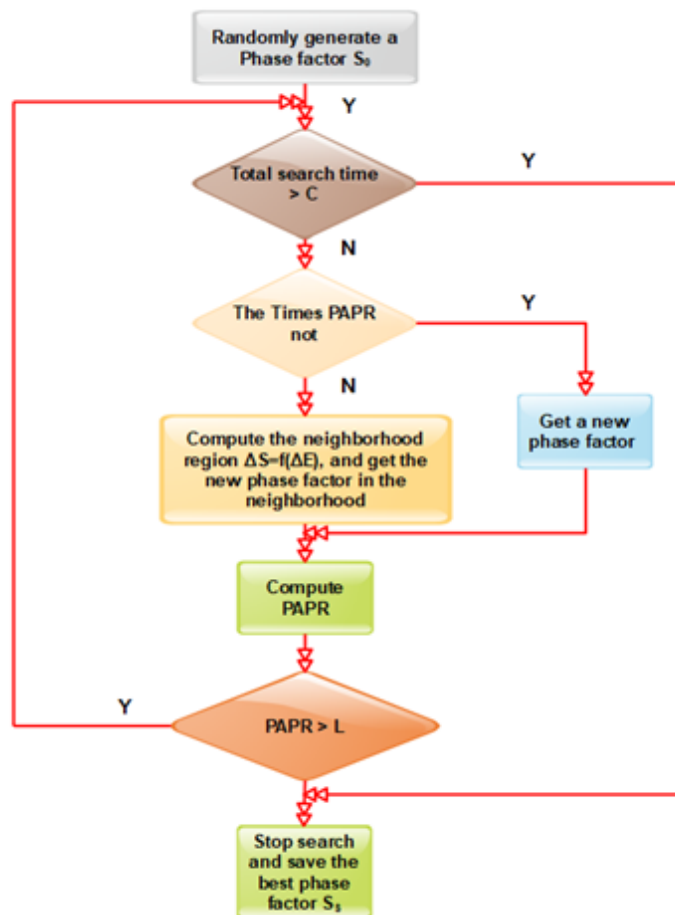 Randomly generate a
Phase factor S₀
Y
Total search time
> C
Y
N
The Times PAPR
not
Y
N
Get a new
phase factor
Compute the neighborhood
region ΔS=f(ΔE), and get the
new phase factor in the
neighborhood
Compute
PAPR
Y
PAPR > L
Stop search
and save the
best phase
factor Sₛ